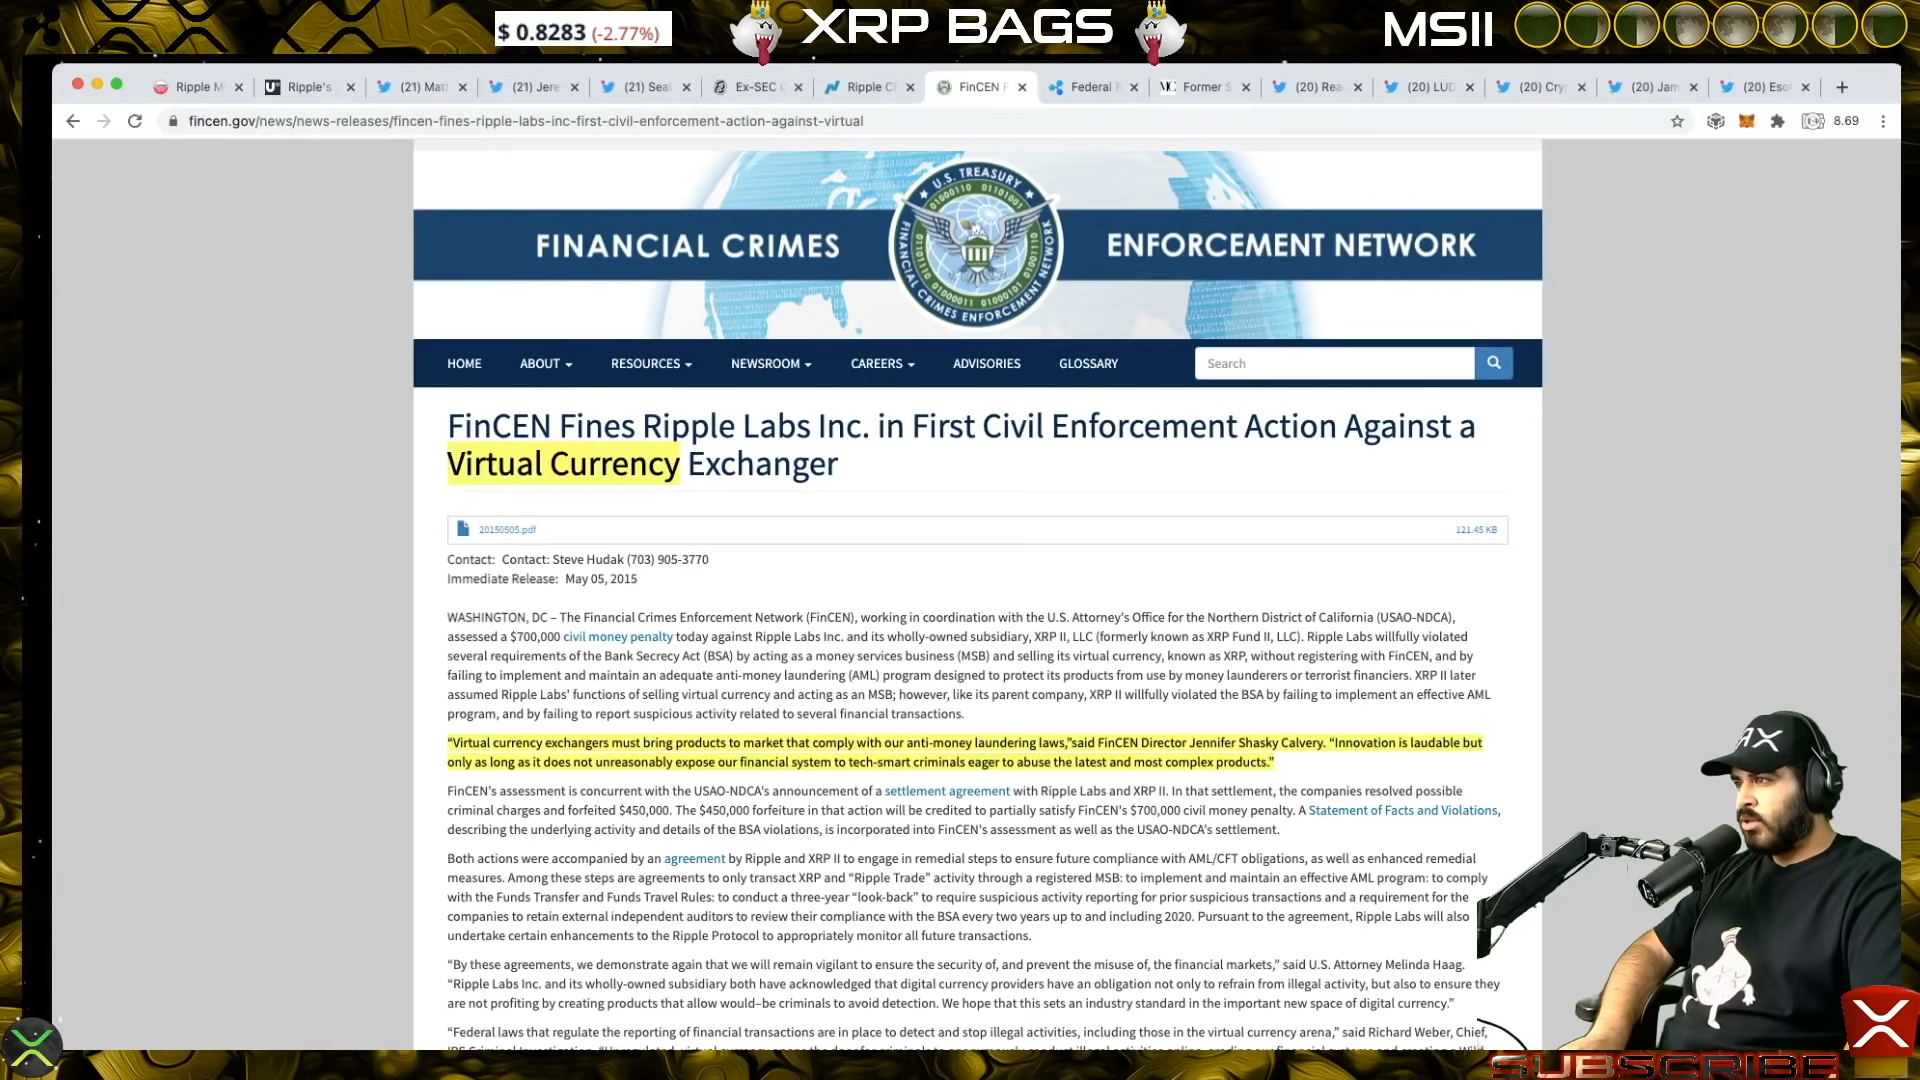 $ 0.8283 (-2.77%)
XRP BAGS
MSII
Ripple M
Ripple's
(21) Mat
(21) Jere
(21) Sea
Ex-SEC
Ripple C
FinCEN F
Federal
Former S
(20) Rea
(20) LUD
(20) Cry
(20) Jam
(20) Eso
fincen.gov/news/news-releases/fincen-fines-ripple-labs-inc-first-civil-enforcement-action-against-virtual
8.69
FINANCIAL CRIMES
ENFORCEMENT NETWORK
U.S. TREASURY
FINANCIAL CRIMES ENFORCEMENT NETWORK
HOME
ABOUT
RESOURCES
NEWSROOM
CAREERS
ADVISORIES
GLOSSARY
Search
FinCEN Fines Ripple Labs Inc. in First Civil Enforcement Action Against a
Virtual Currency Exchanger
20150505.pdf
121.45 KB
Contact: Contact: Steve Hudak (703) 905-3770
Immediate Release: May 05, 2015
WASHINGTON, DC – The Financial Crimes Enforcement Network (FinCEN), working in coordination with the U.S. Attorney's Office for the Northern District of California (USAO-NDCA),
assessed a $700,000 civil money penalty today against Ripple Labs Inc. and its wholly-owned subsidiary, XRP II, LLC (formerly known as XRP Fund II, LLC). Ripple Labs willfully violated
several requirements of the Bank Secrecy Act (BSA) by acting as a money services business (MSB) and selling its virtual currency, known as XRP, without registering with FinCEN, and by
failing to implement and maintain an adequate anti-money laundering (AML) program designed to protect its products from use by money launderers or terrorist financiers. XRP II later
assumed Ripple Labs' functions of selling virtual currency and acting as an MSB; however, like its parent company, XRP II willfully violated the BSA by failing to implement an effective AML
program, and by failing to report suspicious activity related to several financial transactions.
“Virtual currency exchangers must bring products to market that comply with our anti-money laundering laws,”said FinCEN Director Jennifer Shasky Calvery. “Innovation is laudable but
only as long as it does not unreasonably expose our financial system to tech-smart criminals eager to abuse the latest and most complex products.”
FinCEN's assessment is concurrent with the USAO-NDCA's announcement of a settlement agreement with Ripple Labs and XRP II. In that settlement, the companies resolved possible
criminal charges and forfeited $450,000. The $450,000 forfeiture in that action will be credited to partially satisfy FinCEN's $700,000 civil money penalty. A Statement of Facts and Violations,
describing the underlying activity and details of the BSA violations, is incorporated into FinCEN's assessment as well as the USAO-NDCA's settlement.
Both actions were accompanied by an agreement by Ripple and XRP II to engage in remedial steps to ensure future compliance with AML/CFT obligations, as well as enhanced remedial
measures. Among these steps are agreements to only transact XRP and “Ripple Trade” activity through a registered MSB: to implement and maintain an effective AML program: to comply
with the Funds Transfer and Funds Travel Rules: to conduct a three-year “look-back” to require suspicious activity reporting for prior suspicious transactions and a requirement for the
companies to retain external independent auditors to review their compliance with the BSA every two years up to and including 2020. Pursuant to the agreement, Ripple Labs will also
undertake certain enhancements to the Ripple Protocol to appropriately monitor all future transactions.
“By these agreements, we demonstrate again that we will remain vigilant to ensure the security of, and prevent the misuse of, the financial markets,” said U.S. Attorney Melinda Haag.
“Ripple Labs Inc. and its wholly-owned subsidiary both have acknowledged that digital currency providers have an obligation not only to refrain from illegal activity, but also to ensure they
are not profiting by creating products that allow would–be criminals to avoid detection. We hope that this sets an industry standard in the important new space of digital currency.”
“Federal laws that regulate the reporting of financial transactions are in place to detect and stop illegal activities, including those in the virtual currency arena,” said Richard Weber, Chief,
SUBSCRIBE